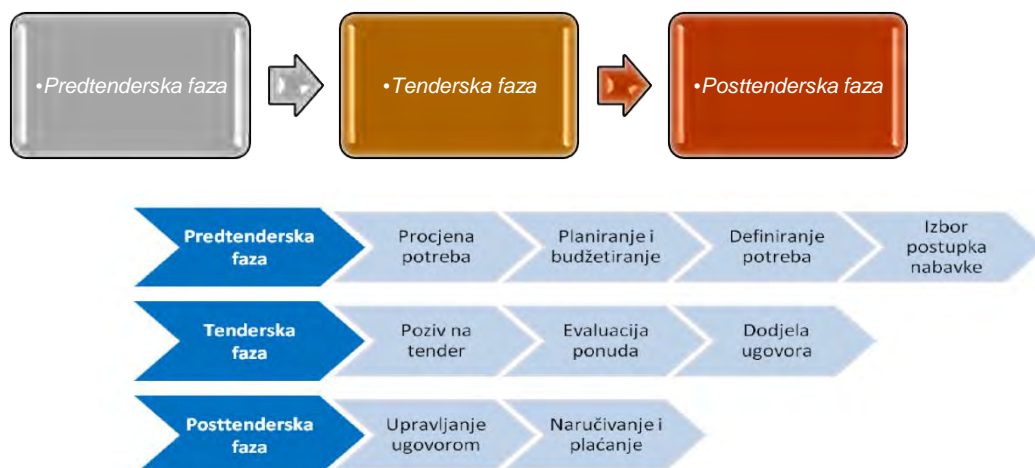 •Predtenderska faza
•Tenderska faza
•Posttenderska faza
Predtenderska
faza
Procjena
potreba
Planiranje i
budžetiranje
Definiranje
potreba
Izbor
postupka
nabavke
Tenderska
faza
Poziv na
tender
Evaluacija
ponuda
Dodjela
ugovora
Posttenderska
faza
Upravljanje
ugovorom
Naručivanje i
plaćanje